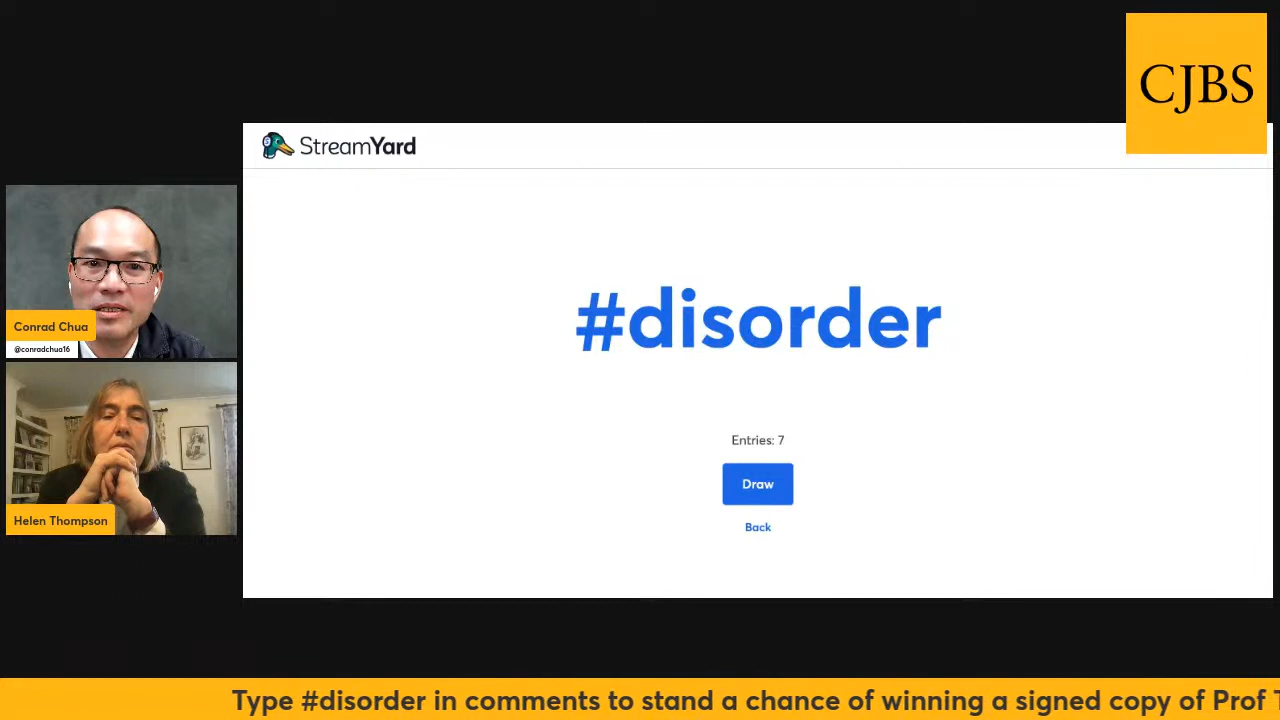 CJBS
StreamYard
#disorder
Entries: 7
Draw
Back
Conrad Chua
@conradchua16
Helen Thompson
Type #disorder in comments to stand a chance of winning a signed copy of Prof